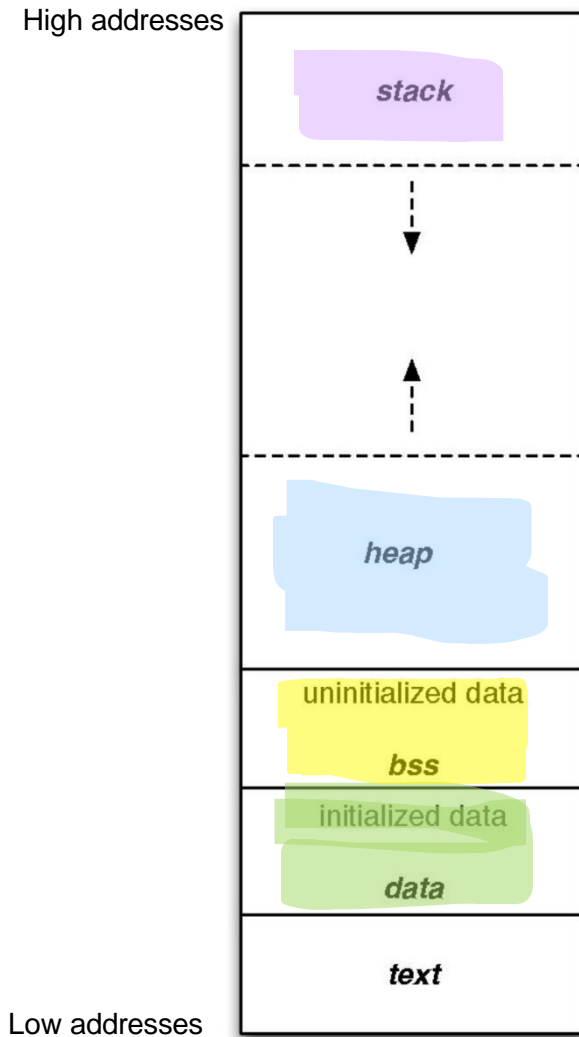 High addresses
stack
heap
uninitialized data
bss
initialized data
data
text
Low addresses